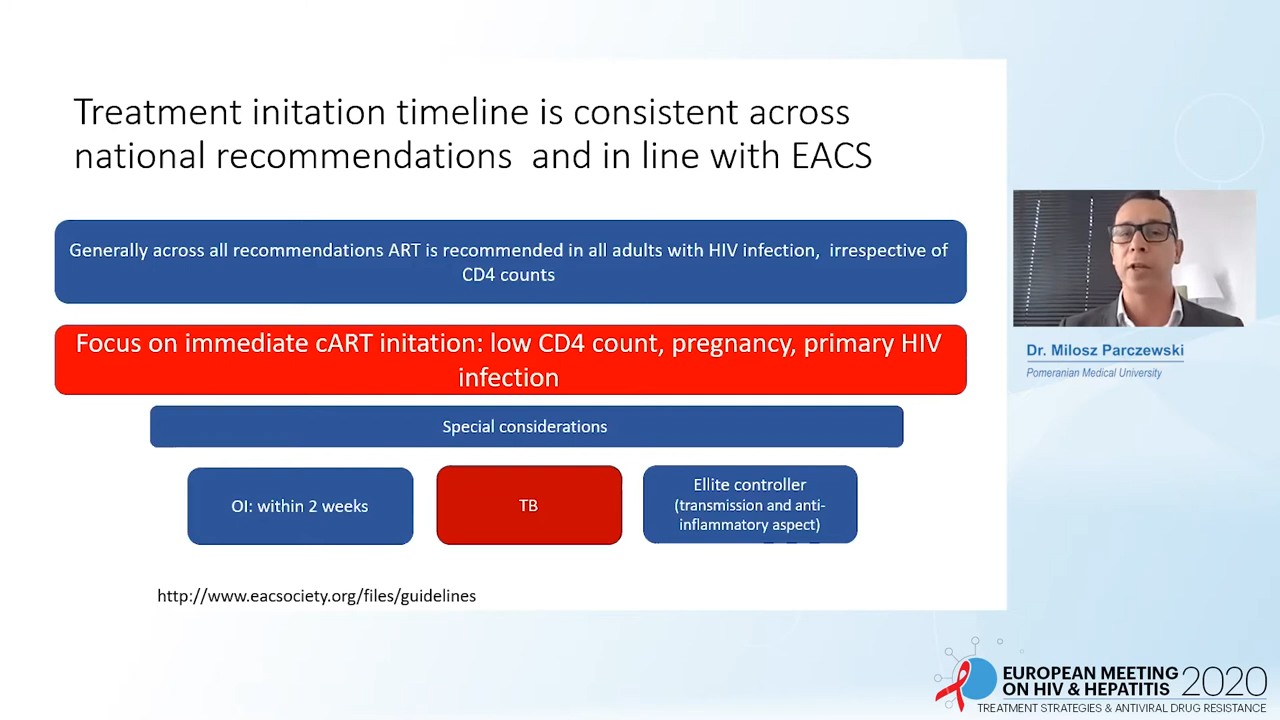 Treatment initation timeline is consistent across
national recommendations and in line with EACS
Generally across all recommendations ART is recommended in all adults with HIV infection, irrespective of
CD4 counts
Focus on immediate cART initation: low CD4 count, pregnancy, primary HIV
infection
Special considerations
OI: within 2 weeks
TB
Ellite controller
(transmission and anti-
inflammatory aspect)
http://www.eacsociety.org/files/guidelines
Dr. Milosz Parczewski
Pomeranian Medical University
EUROPEAN MEETING
ON HIV & HEPATITIS 2020
TREATMENT STRATEGIES & ANTIVIRAL DRUG RESISTANCE